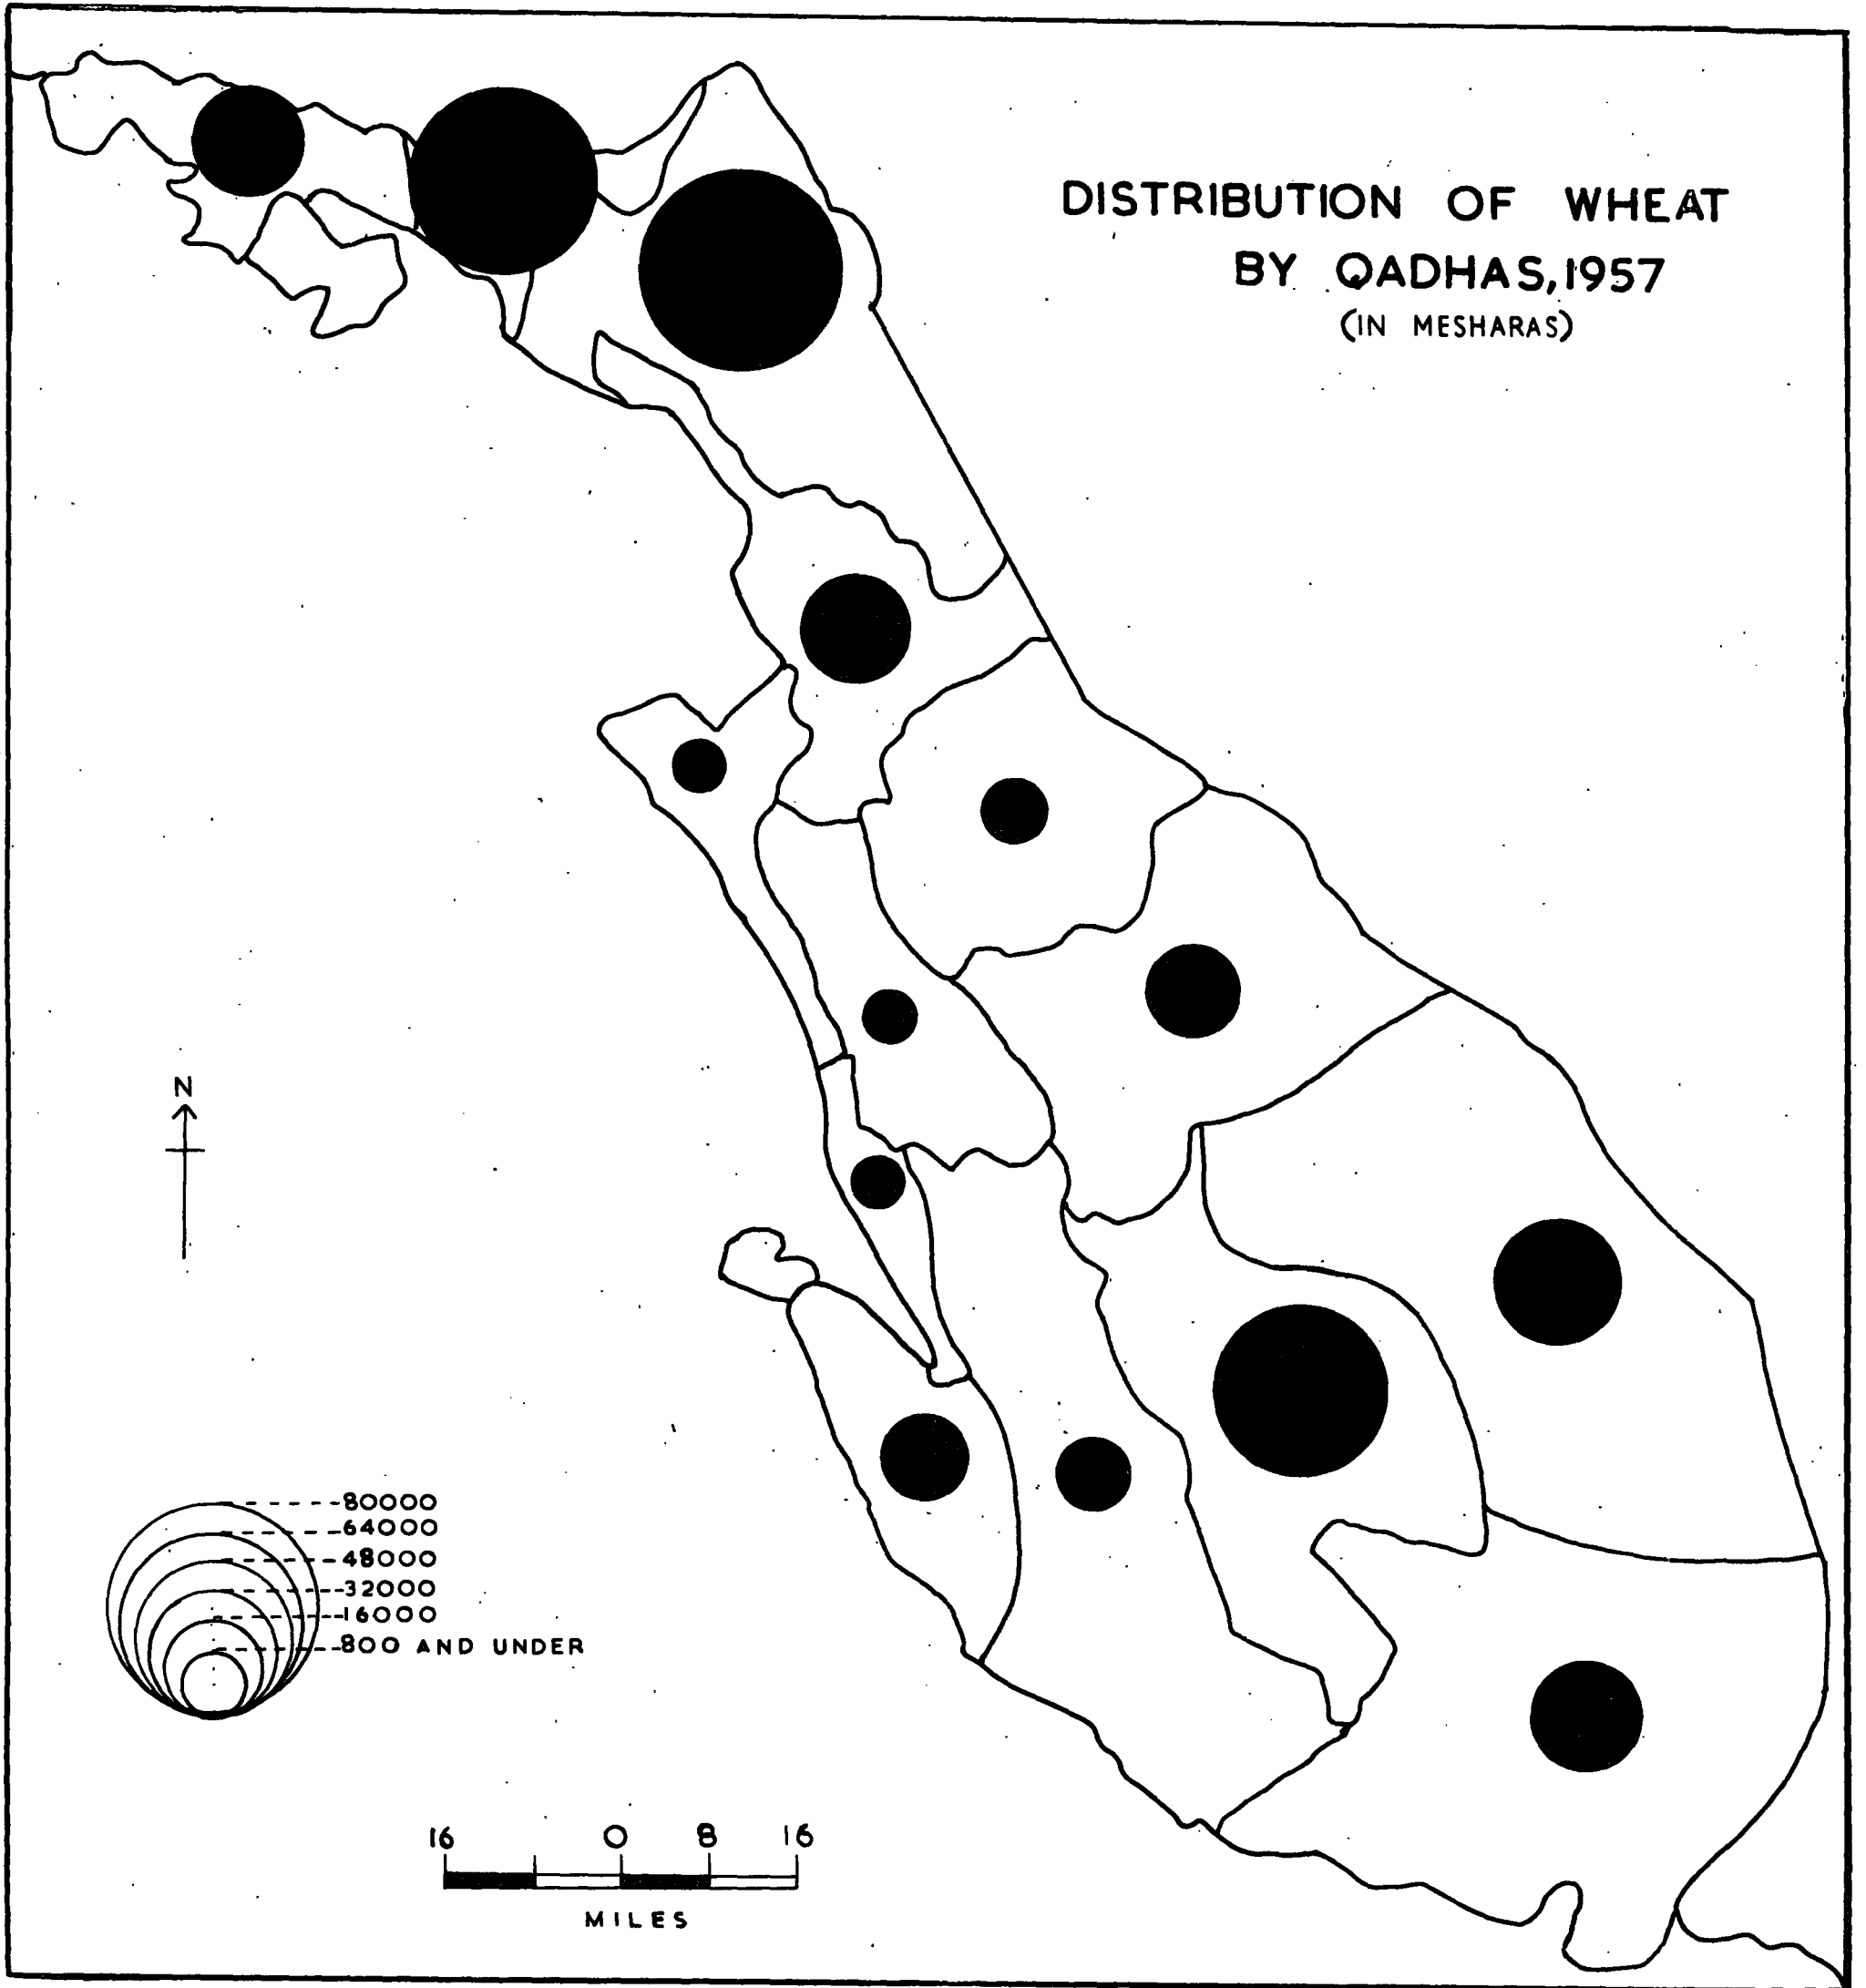 DISTRIBUTION OF WHEAT
BY QADHAS, 1957
(IN MESHARAS)
N
80000
64000
48000
32000
16000
800 AND UNDER
16 0 8 16
MILES